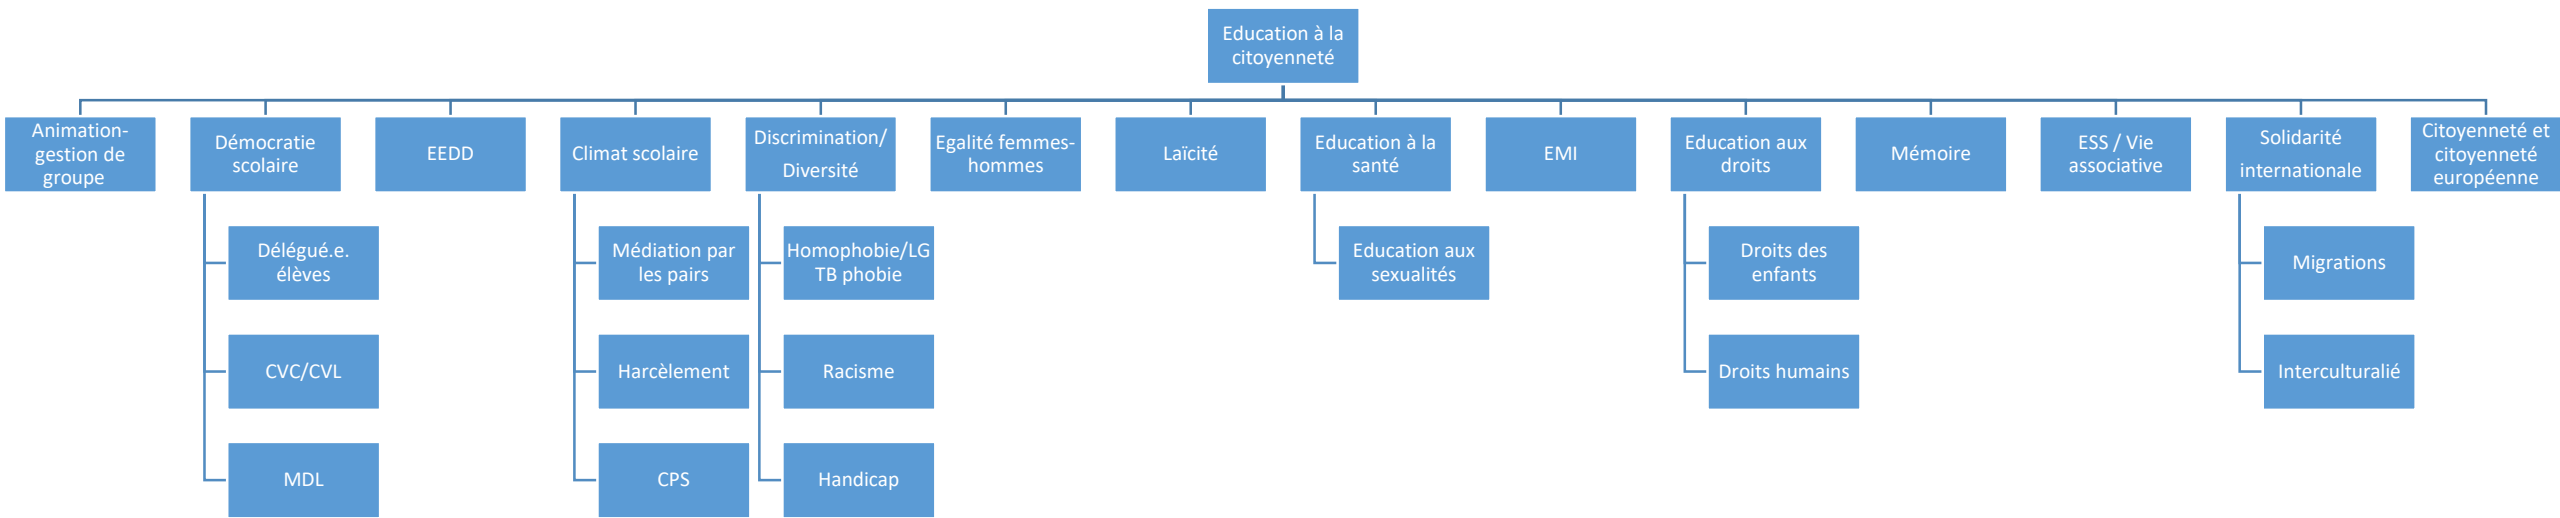 Education à la
citoyenneté
Animation-
gestion de
groupe
Démocratie
scolaire
EEDD
Climat scolaire
Discrimination/
Diversité
Egalité femmes-
hommes
Laïcité
Education à la
santé
EMI
Education aux
droits
Mémoire
ESS / Vie
associative
Solidarité
internationale
Citoyenneté et
citoyenneté
européenne
Délégué.e.
élèves
CVC/CVL
MDL
Médiation par
les pairs
Harcèlement
CPS
Homophobie/LG
TB phobie
Racisme
Handicap
Education aux
sexualités
Droits des
enfants
Droits humains
Migrations
Interculturalié